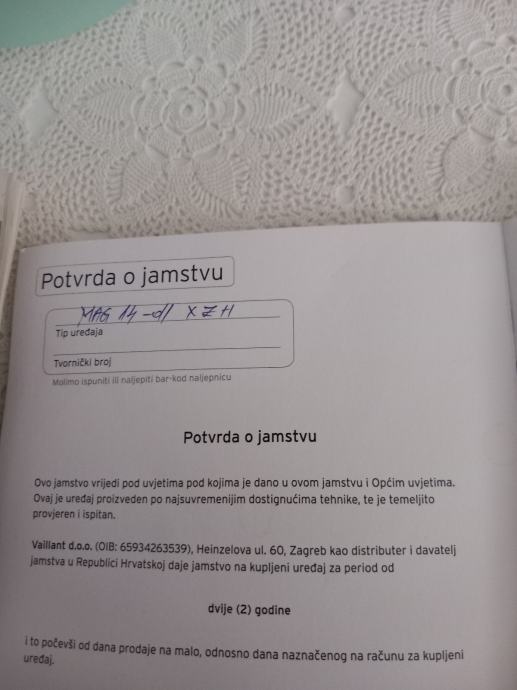 Potvrda o jamstvu
MAG 14-0/1 XZH
Tip uređaja
Tvornički broj
Molimo ispuniti ili naljepiti bar-kod naljepnicu
Potvrda o jamstvu
Ovo jamstvo vrijedi pod uvjetima pod kojima je dano u ovom jamstvu i Općim uvjetima.
Ovaj je uređaj proizveden po najsuvremenijim dostignućima tehnike, te je temeljito
provjeren i ispitan.
Vaillant d.o.o. (OIB: 65934263539), Heinzelova ul. 60, Zagreb kao distributer i davatelj
jamstva u Republici Hrvatskoj daje jamstvo na kupljeni uređaj za period od
dvije (2) godine
i to počevši od dana prodaje na malo, odnosno dana naznačenog na računu za kupljeni
uređaj.